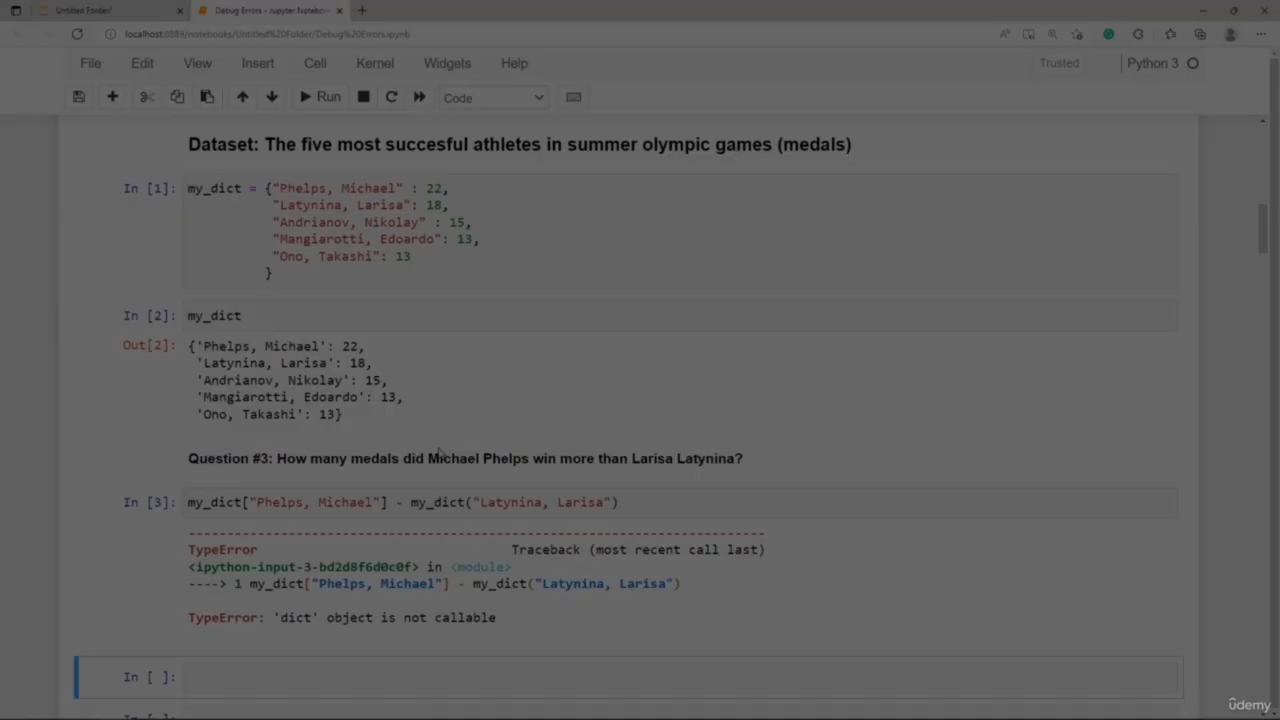 Untitled Folder/
Debug Errors - Jupyter Notebook
localhost:8889/notebooks/Untitled%20Folder/Debug%20Errors.ipynb
File Edit View Insert Cell Kernel Widgets Help Trusted Python 3
Run Code
Dataset: The five most succesful athletes in summer olympic games (medals)
In [1]: my_dict = {"Phelps, Michael" : 22,
"Latynina, Larisa": 18,
"Andrianov, Nikolay" : 15,
"Mangiarotti, Edoardo": 13,
"Ono, Takashi": 13
}
In [2]: my_dict
Out[2]: {'Phelps, Michael': 22,
'Latynina, Larisa': 18,
'Andrianov, Nikolay': 15,
'Mangiarotti, Edoardo': 13,
'Ono, Takashi': 13}
Question #3: How many medals did Michael Phelps win more than Larisa Latynina?
In [3]: my_dict["Phelps, Michael"] - my_dict("Latynina, Larisa")
---------------------------------------------------------------------------
TypeError Traceback (most recent call last)
<ipython-input-3-bd2d8f6d0c0f> in <module>
----> 1 my_dict["Phelps, Michael"] - my_dict("Latynina, Larisa")
TypeError: 'dict' object is not callable
In [ ]:
udemy